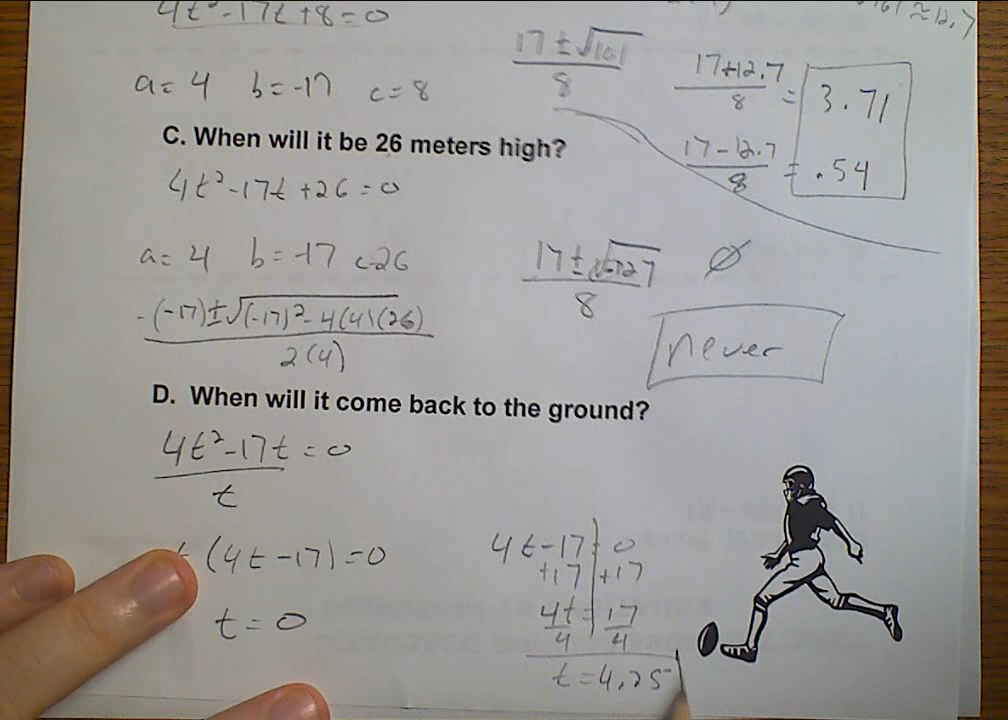 4t²-17t+8=0
a=4 b=-17 c=8
17±√161
8
17+12.7
8
= 3.71
17-12.7
8
= .54
C. When will it be 26 meters high?
4t²-17t+26=0
a=4 b=-17 c=26
-(-17)±√(-17)²-4(4)(26)
2(4)
17±√-127
8
∅
never
D. When will it come back to the ground?
4t²-17t=0
t
t(4t-17)=0
t=0
4t-17=0
+17 +17
4t=17
4 4
t=4.25